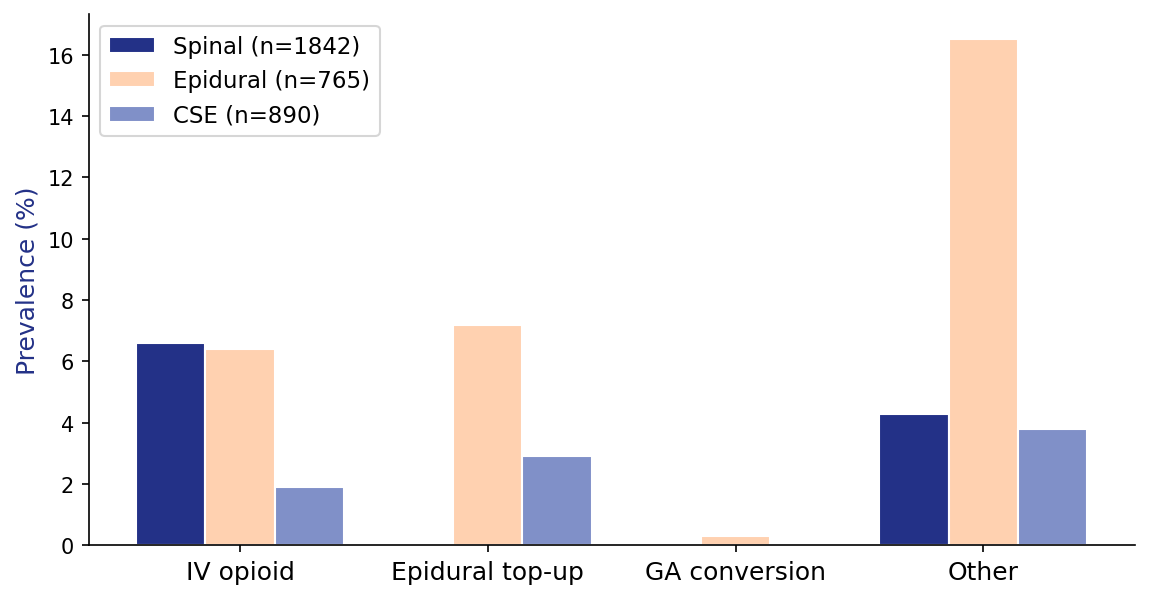 Spinal (n=1842)
Epidural (n=765)
CSE (n=890)
Prevalence (%)
16
14
12
10
8
6
4
2
0
IV opioid
Epidural top-up
GA conversion
Other